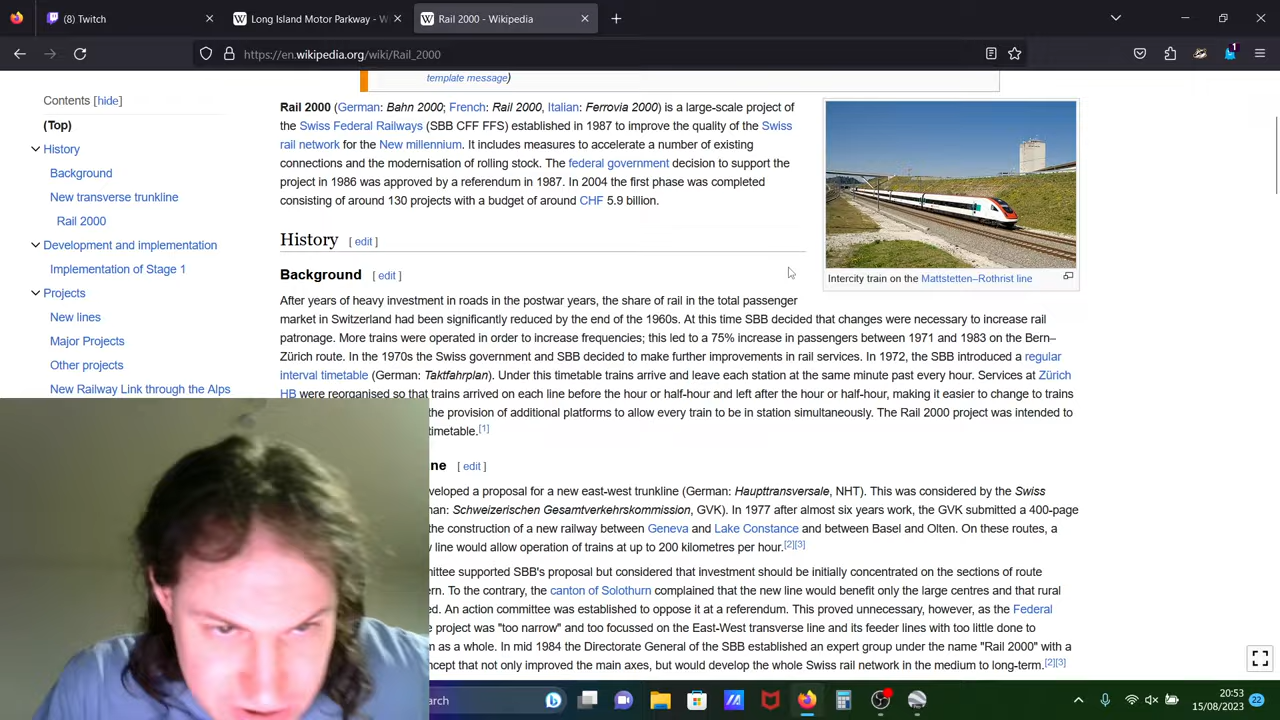 (8) Twitch
Long Island Motor Parkway - W
Rail 2000 - Wikipedia
https://en.wikipedia.org/wiki/Rail_2000
1
template message)
Contents [hide]
(Top)
History
Background
New transverse trunkline
Rail 2000
Development and implementation
Implementation of Stage 1
Projects
New lines
Major Projects
Other projects
New Railway Link through the Alps
Rail 2000 (German: Bahn 2000; French: Rail 2000, Italian: Ferrovia 2000) is a large-scale project of
the Swiss Federal Railways (SBB CFF FFS) established in 1987 to improve the quality of the Swiss
rail network for the New millennium. It includes measures to accelerate a number of existing
connections and the modernisation of rolling stock. The federal government decision to support the
project in 1986 was approved by a referendum in 1987. In 2004 the first phase was completed
consisting of around 130 projects with a budget of around CHF 5.9 billion.
Intercity train on the Mattstetten–Rothrist line
History [ edit ]
Background [ edit ]
After years of heavy investment in roads in the postwar years, the share of rail in the total passenger
market in Switzerland had been significantly reduced by the end of the 1960s. At this time SBB decided that changes were necessary to increase rail
patronage. More trains were operated in order to increase frequencies; this led to a 75% increase in passengers between 1971 and 1983 on the Bern–
Zürich route. In the 1970s the Swiss government and SBB decided to make further improvements in rail services. In 1972, the SBB introduced a regular
interval timetable (German: Taktfahrplan). Under this timetable trains arrive and leave each station at the same minute past every hour. Services at Zürich
HB were reorganised so that trains arrived on each line before the hour or half-hour and left after the hour or half-hour, making it easier to change to trains
the provision of additional platforms to allow every train to be in station simultaneously. The Rail 2000 project was intended to
timetable.[1]
ne [ edit ]
veloped a proposal for a new east-west trunkline (German: Haupttransversale, NHT). This was considered by the Swiss
nan: Schweizerischen Gesamtverkehrskommission, GVK). In 1977 after almost six years work, the GVK submitted a 400-page
the construction of a new railway between Geneva and Lake Constance and between Basel and Olten. On these routes, a
v line would allow operation of trains at up to 200 kilometres per hour.[2][3]
ittee supported SBB's proposal but considered that investment should be initially concentrated on the sections of route
ern. To the contrary, the canton of Solothurn complained that the new line would benefit only the large centres and that rural
ed. An action committee was established to oppose it at a referendum. This proved unnecessary, however, as the Federal
e project was "too narrow" and too focussed on the East-West transverse line and its feeder lines with too little done to
n as a whole. In mid 1984 the Directorate General of the SBB established an expert group under the name "Rail 2000" with a
cept that not only improved the main axes, but would develop the whole Swiss rail network in the medium to long-term.[2][3]
arch
20:53
15/08/2023
22